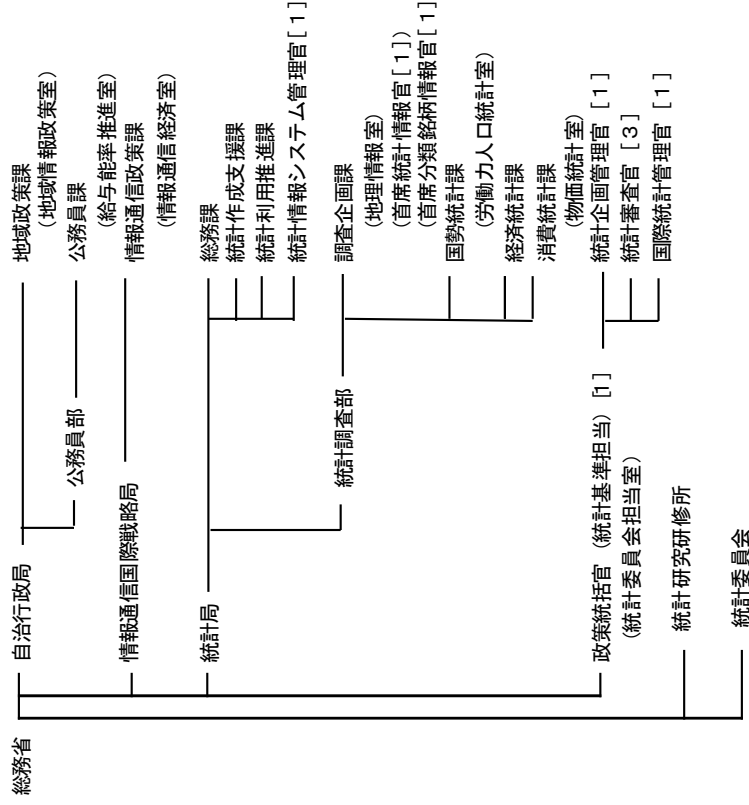 総務省
自治行政局
地域政策課
(地域情報政策室)
公務員部
公務員課
(給与能率推進室)
情報通信国際戦略局
情報通信政策課
(情報通信経済室)
統計局
総務課
統計作成支援課
統計利用推進課
統計情報システム管理官[1]
統計調査部
調査企画課
(地理情報室)
(首席統計情報官[1])
(首席分類銘柄情報官[1]
国勢統計課
(労働力人口統計室)
経済統計課
消費統計課
(物価統計室)
政策統括官 (統計基準担当) [1]
(統計委員会担当室)
統計企画管理官 [1]
統計審査官 [3]
国際統計管理官 [1]
統計研究研修所
統計委員会